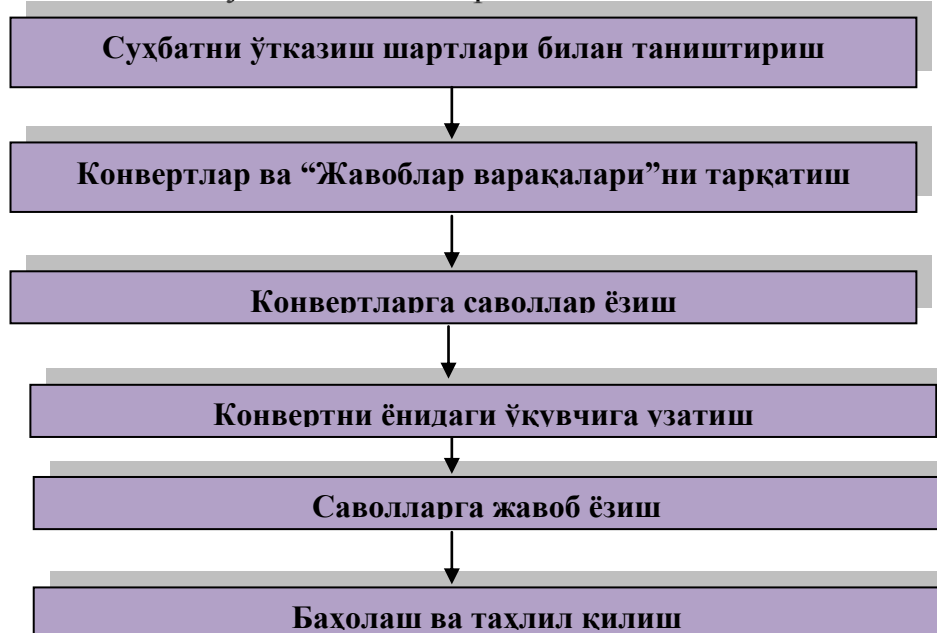 Суҳбатни ўтказиш шартлари билан таништириш
Конвертлар ва “Жавоблар варақалари”ни тарқатиш
Конвертларга саволлар ёзиш
Конвертни ёнидаги ўқувчига узатиш
Саволларга жавоб ёзиш
Баҳолаш ва таҳлил қилиш